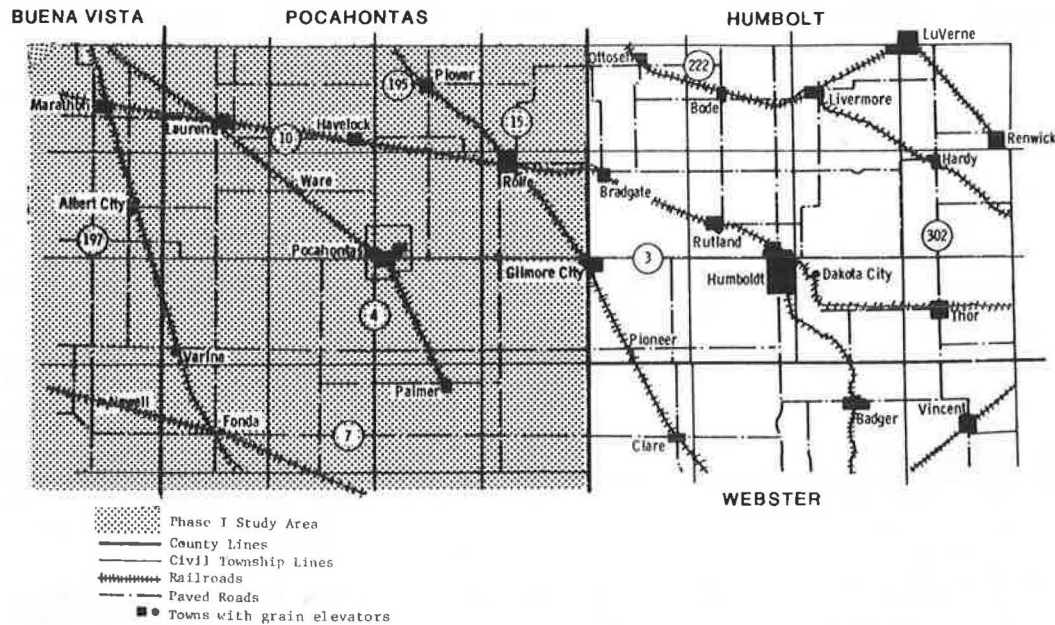 BUENA VISTA POCAHONTAS HUMBOLT
LuVerne
Ottosen
222
Plover
195
Marathon
Bode
Livermore
Laurens
10
Havelock
15
Renwick
Hardy
Rolfe
Ware
Bradgate
Albert City
Rutland
197
302
Pocahontas
3
Gilmore City
Humboldt
Dakota City
4
Thor
Pioneer
Varina
Palmer
Newell
Badger
Vincent
Fonda
7
Clare
WEBSTER
Phase I Study Area
County Lines
Civil Township Lines
Railroads
Paved Roads
Towns with grain elevators